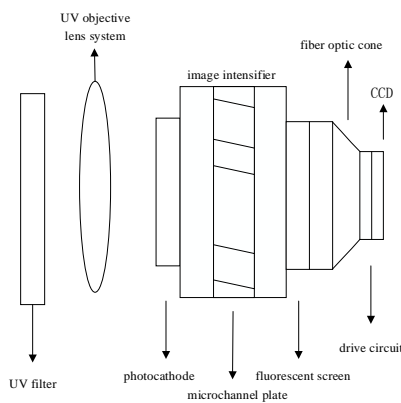 UV objective
lens system
fiber optic cone
image intensifier
CCD
drive circuit
photocathode
fluorescent screen
UV filter
microchannel plate